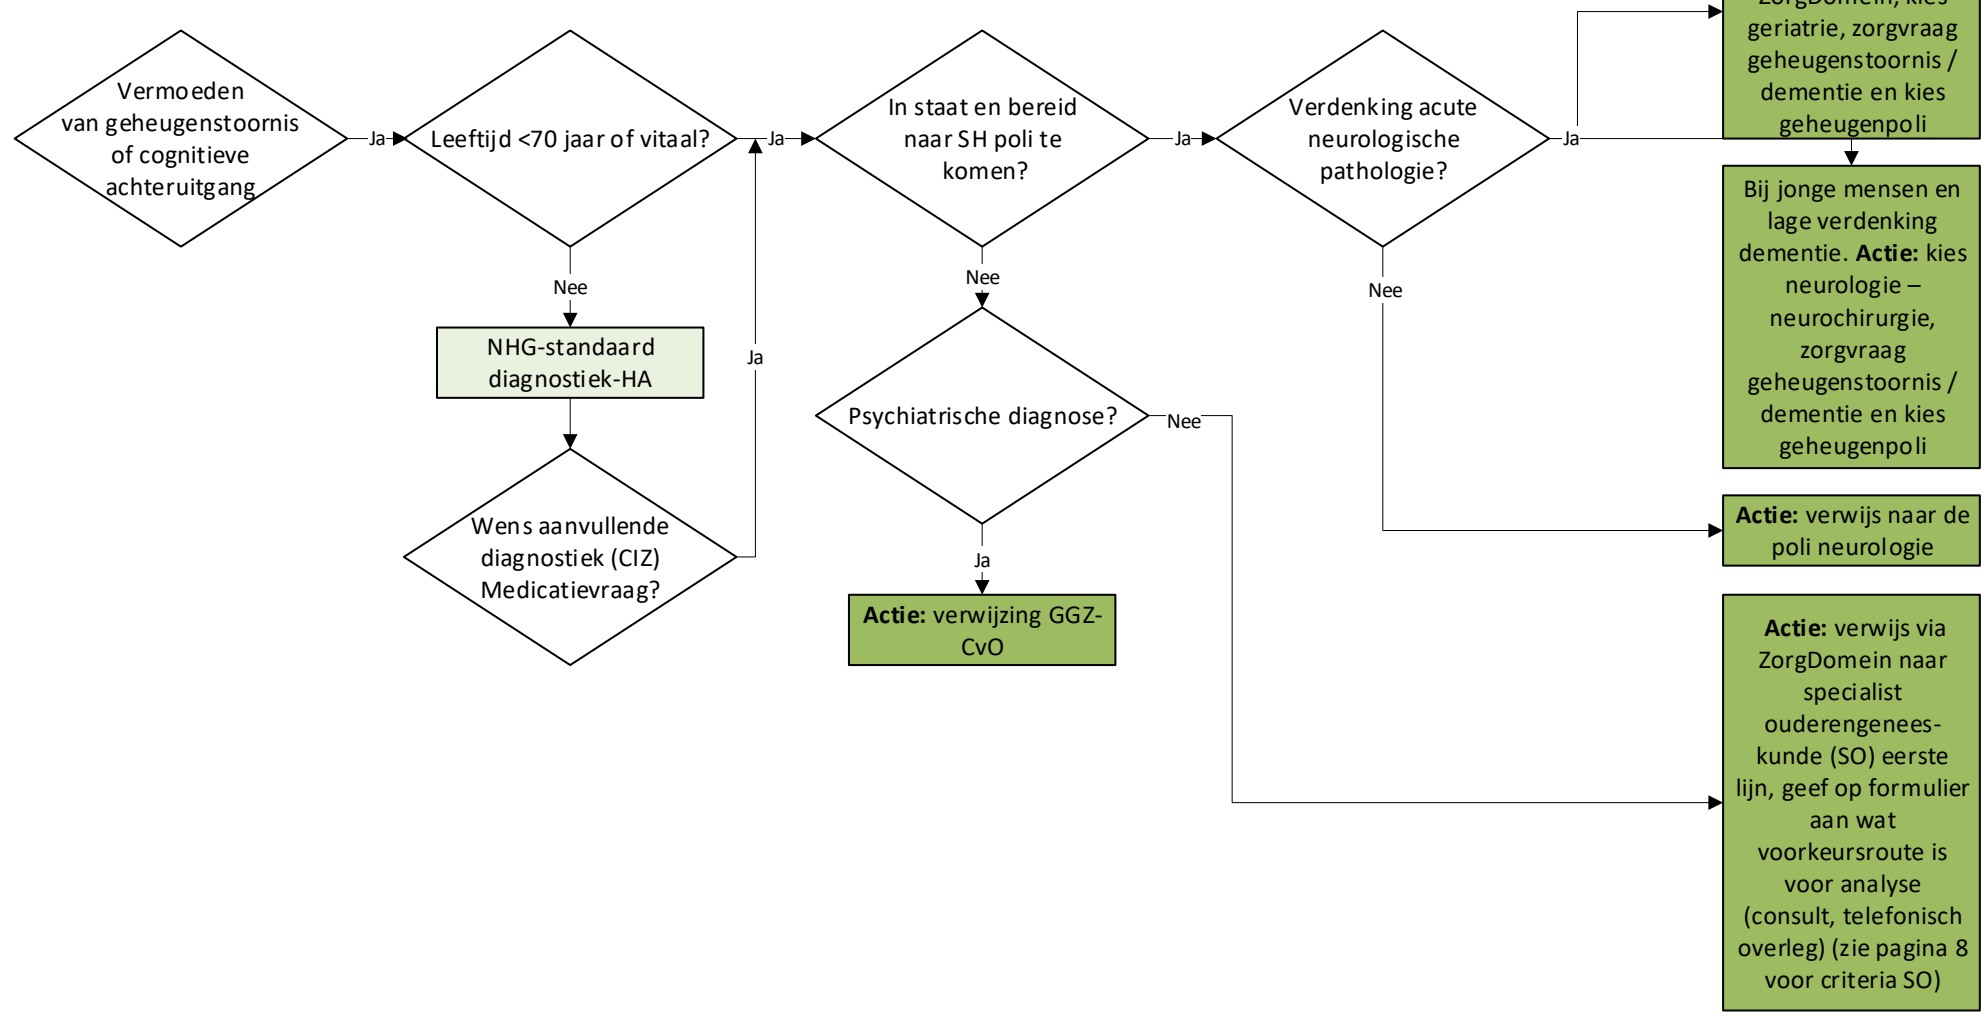 Vermoeden
van geheugenstoornis
of cognitieve
achteruitgang
Ja
Leeftijd <70 jaar of vitaal?
Ja
Nee
NHG-standaard
diagnostiek-HA
Wens aanvullende
diagnostiek (CIZ)
Medicatievraag?
Ja
In staat en bereid
naar SH poli te
komen?
Ja
Nee
Psychiatrische diagnose?
Nee
Ja
Actie: verwijzing GGZ-
CvO
Verdenking acute
neurologische
pathologie?
Ja
Nee
ZorgDomein, kies
geriatrie, zorgvraag
geheugenstoornis /
dementie en kies
geheugenpoli
Bij jonge mensen en
lage verdenking
dementie. Actie: kies
neurologie –
neurochirurgie,
zorgvraag
geheugenstoornis /
dementie en kies
geheugenpoli
Actie: verwijs naar de
poli neurologie
Actie: verwijs via
ZorgDomein naar
specialist
ouderengenees-
kunde (SO) eerste
lijn, geef op formulier
aan wat
voorkeursroute is
voor analyse
(consult, telefonisch
overleg) (zie pagina 8
voor criteria SO)